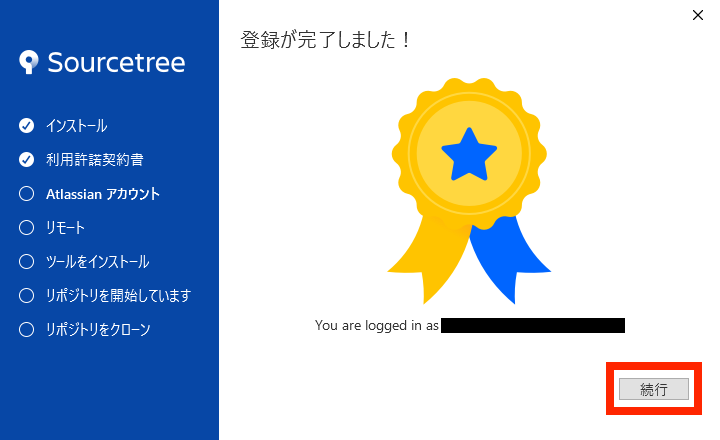 Sourcetree
インストール
利用許諾契約書
Atlassian アカウント
リモート
ツールをインストール
リポジトリを開始しています
リポジトリをクローン
登録が完了しました！
You are logged in as
続行